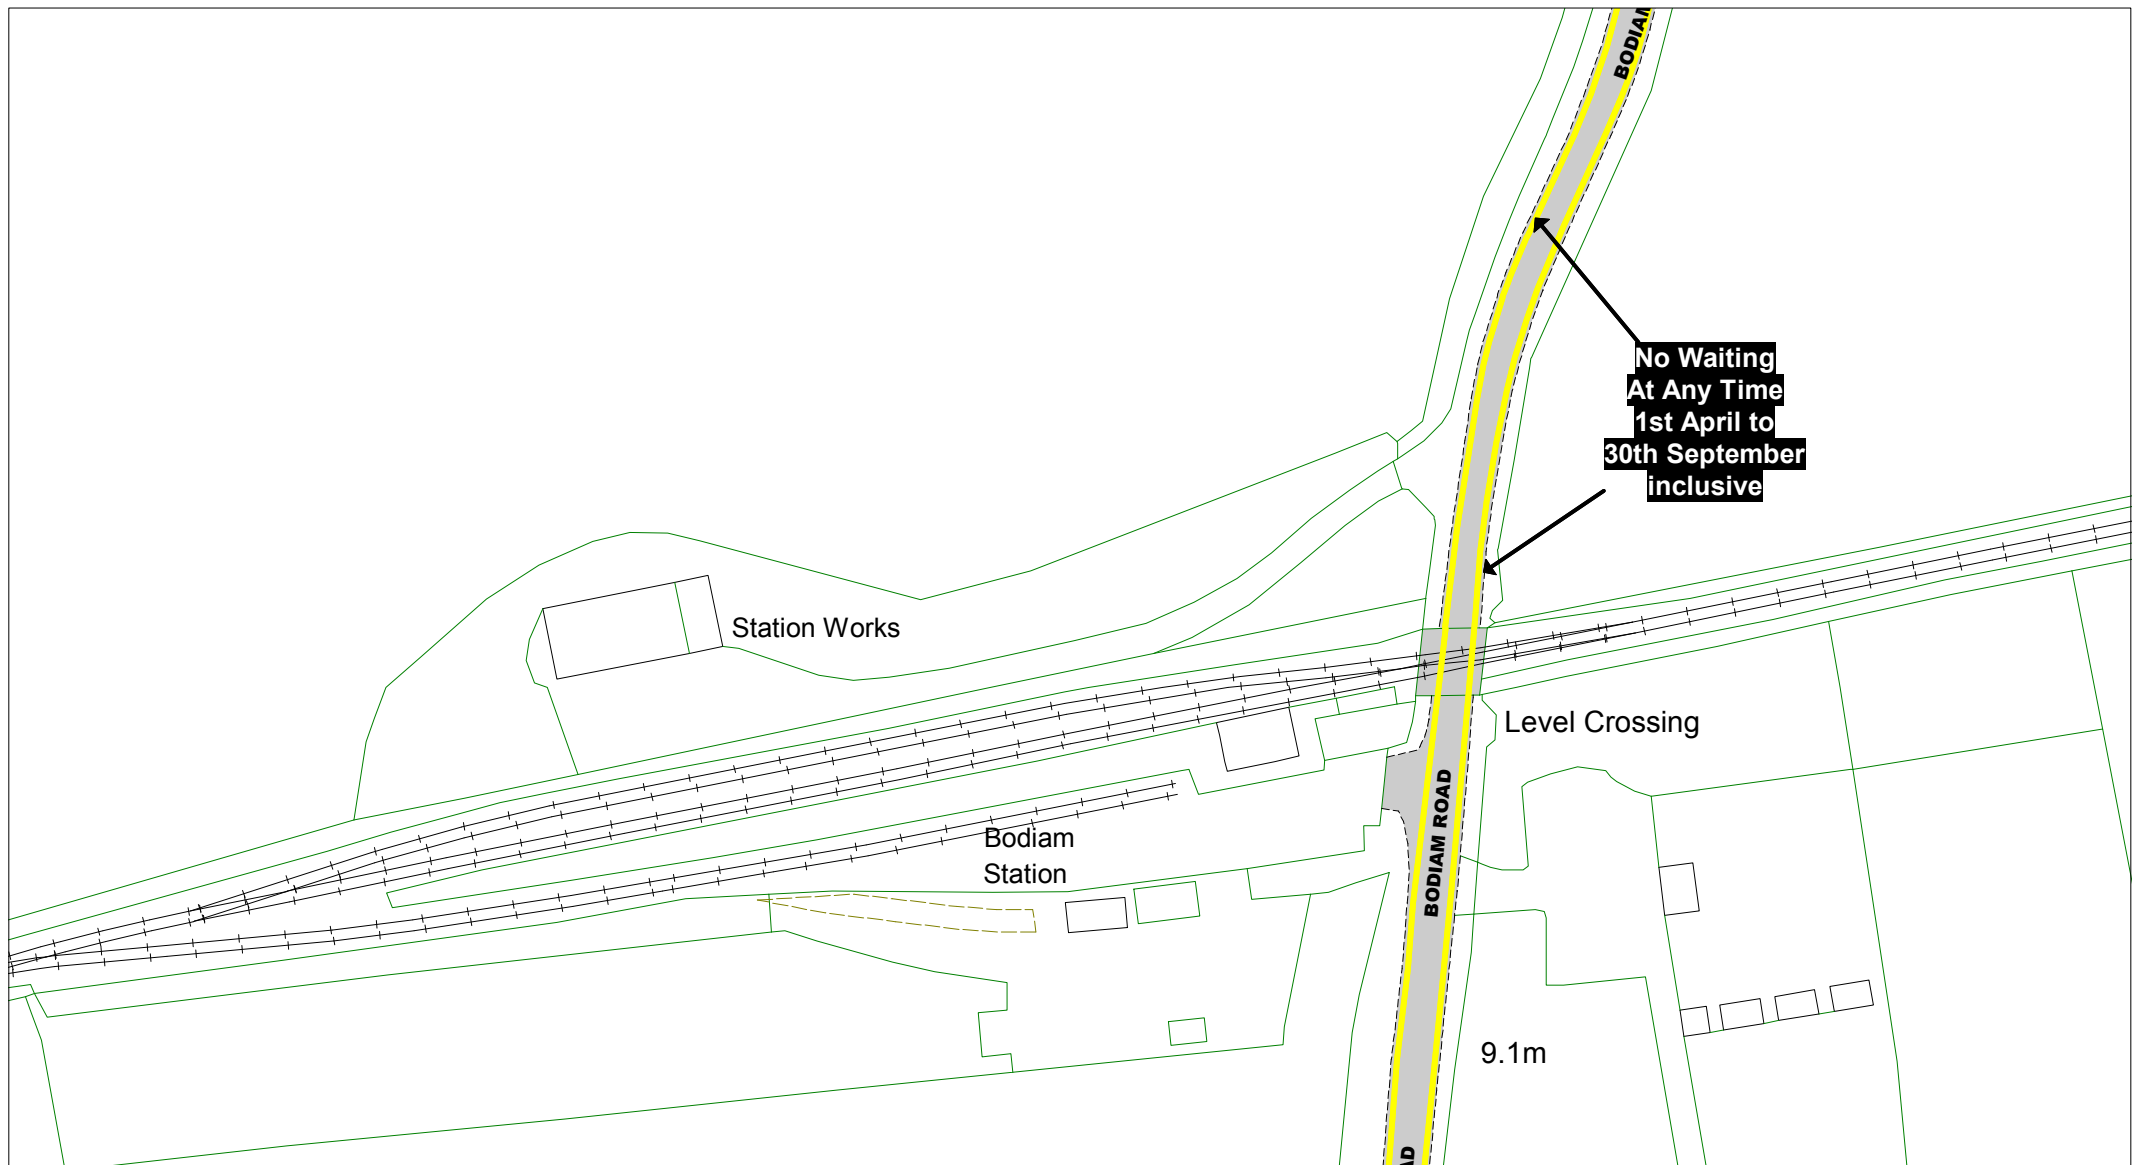 BODIAM
No Waiting
At Any Time
1st April to
30th September
inclusive
Station Works
Level Crossing
BODIAM ROAD
Bodiam
Station
9.1m
AD